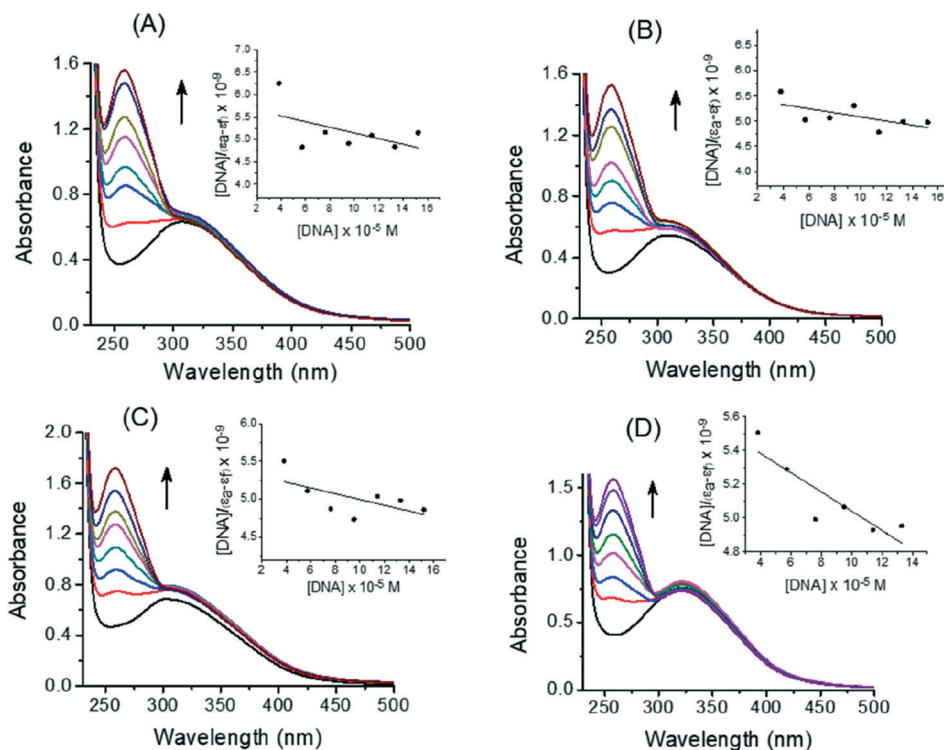 (A)
Absorbance
1.6
1.2
0.8
0.4
0.0
250 300 350 400 450 500
Wavelength (nm)
[DNA]/(εa-εf) x 10-9
7.0
6.5
6.0
5.5
5.0
4.5
4.0
2 4 6 8 10 12 14 16
[DNA] x 10-5 M
(B)
Absorbance
1.6
1.2
0.8
0.4
0.0
250 300 350 400 450 500
Wavelength (nm)
[DNA]/(εa-εf) x 10-9
6.5
6.0
5.5
5.0
4.5
4.0
2 4 6 8 10 12 14 16
[DNA] x 10-5 M
(C)
Absorbance
2.0
1.6
1.2
0.8
0.4
0.0
250 300 350 400 450 500
Wavelength (nm)
[DNA]/(εa-εf) x 10-9
6.0
5.5
5.0
4.5
2 4 6 8 10 12 14 16
[DNA] x 10-5 M
(D)
Absorbance
1.5
1.0
0.5
0.0
250 300 350 400 450 500
Wavelength (nm)
[DNA]/(εa-εf) x 10-9
5.6
5.4
5.2
5.0
4.8
4 6 8 10 12 14
[DNA] x 10-5 M